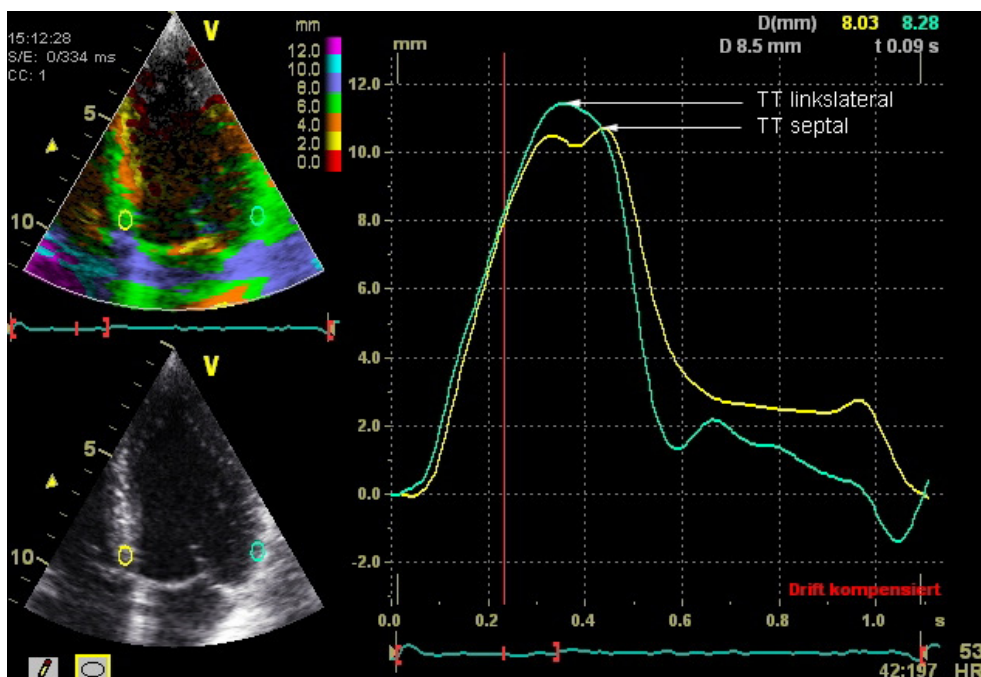 15:12:28
S/E: 0/334 ms
CC: 1
V
mm
12.0
10.0
8.0
6.0
4.0
2.0
0.0
5
10
V
5
10
D(mm) 8.03 8.28
D 8.5 mm t 0.09 s
mm
12.0
10.0
8.0
6.0
4.0
2.0
0.0
-2.0
TT linkslateral
TT septal
Drift kompensiert
0.0 0.2 0.4 0.6 0.8 1.0 s
53
42:197 HR